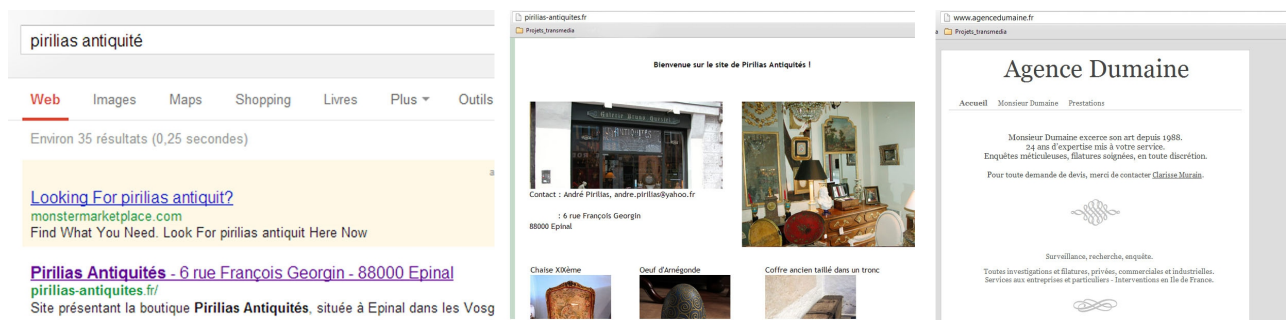 pirilias antiquité
Web Images Maps Shopping Livres Plus Outils
Environ 35 résultats (0,25 secondes)
a
Looking For pirilias antiquit?
monstermarketplace.com
Find What You Need. Look For pirilias antiquit Here Now
Pirilias Antiquités - 6 rue François Georgin - 88000 Epinal
pirilias-antiquites.fr/
Site présentant la boutique Pirilias Antiquités, située à Epinal dans les Vosg
pirilias-antiquites.fr
Projets_transmedia
Bienvenue sur le site de Pirilias Antiquités !
Contact : André Pirilias, andre.pirilias@yahoo.fr
: 6 rue François Georgin
88000 Epinal
Chaise XIXème Oeuf d'Arnégonde Coffre ancien taillé dans un tronc
www.agencedumaine.fr
Projets_transmedia
Agence Dumaine
Accueil Monsieur Dumaine Prestations
Monsieur Dumaine excerce son art depuis 1988.
24 ans d'expertise mis à votre service.
Enquêtes méticuleuses, filatures soignées, en toute discrétion.
Pour toute demande de devis, merci de contacter Clarisse Murain.
Surveillance, recherche, enquête.
Toutes investigations et filatures, privées, commerciales et industrielles.
Services aux entreprises et particuliers - Interventions en Ile de France.